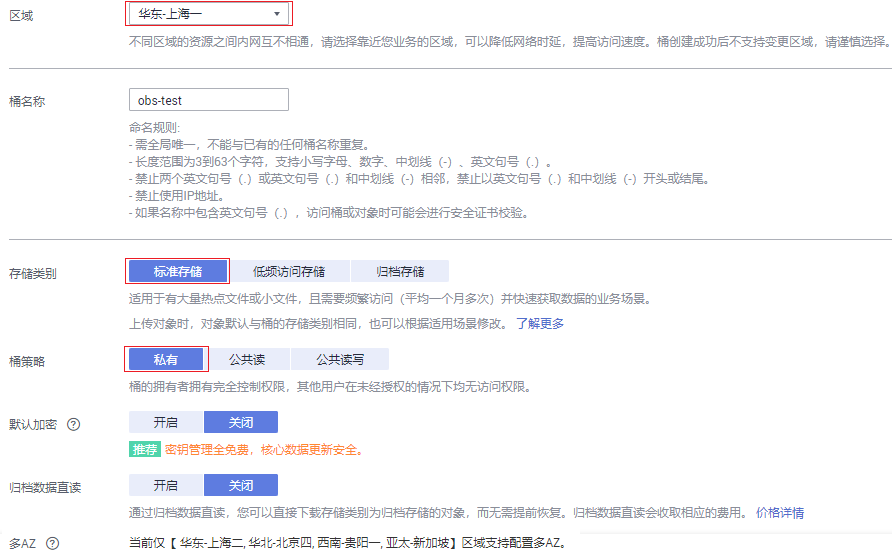 区域
华东-上海一
不同区域的资源之间内网互不相通，请选择靠近您业务的区域，可以降低网络时延，提高访问速度。桶创建成功后不支持变更区域，请谨慎选择。
桶名称
obs-test
命名规则:
- 需全局唯一，不能与已有的任何桶名称重复。
- 长度范围为3到63个字符，支持小写字母、数字、中划线（-）、英文句号（.）。
- 禁止两个英文句号（.）或英文句号（.）和中划线（-）相邻，禁止以英文句号（.）和中划线（-）开头或结尾。
- 禁止使用IP地址。
- 如果名称中包含英文句号（.），访问桶或对象时可能会进行安全证书校验。
存储类别
标准存储 低频访问存储 归档存储
适用于有大量热点文件或小文件，且需要频繁访问（平均一个月多次）并快速获取数据的业务场景。
上传对象时，对象默认与桶的存储类别相同，也可以根据适用场景修改。 了解更多
桶策略
私有 公共读 公共读写
桶的拥有者拥有完全控制权限，其他用户在未经授权的情况下均无访问权限。
默认加密 ?
开启 关闭
推荐 密钥管理全免费，核心数据更新安全。
归档数据直读
开启 关闭
通过归档数据直读，您可以直接下载存储类别为归档存储的对象，而无需提前恢复。归档数据直读会收取相应的费用。 价格详情
多AZ ?
当前仅【 华东-上海二, 华北-北京四, 西南-贵阳一, 亚太-新加坡】区域支持配置多AZ。